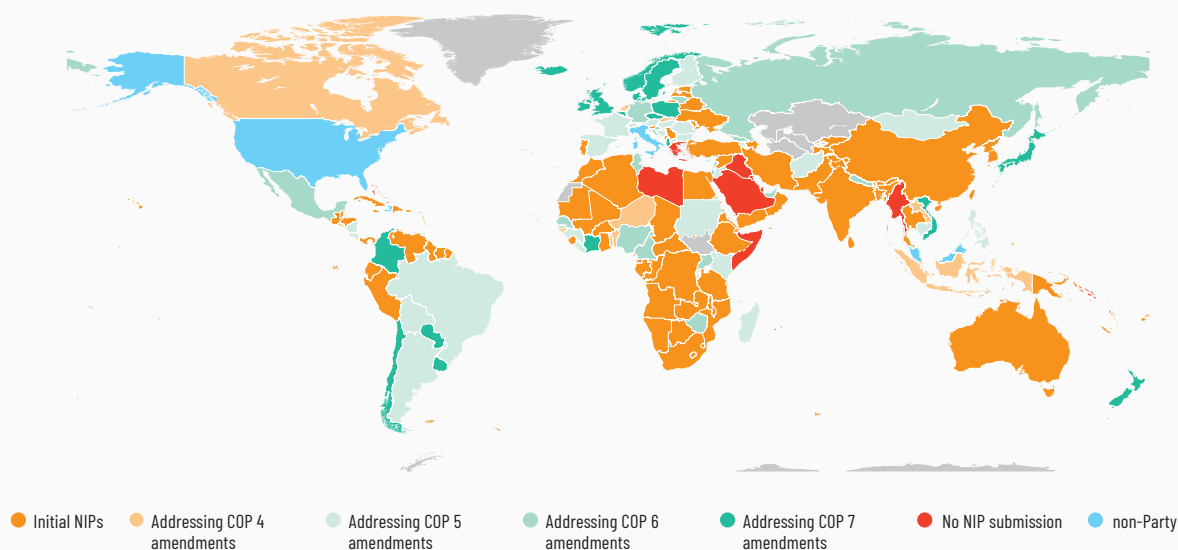 Initial NIPs
Addressing COP 4
amendments
Addressing COP 5
amendments
Addressing COP 6
amendments
Addressing COP 7
amendments
No NIP submission
non-Party